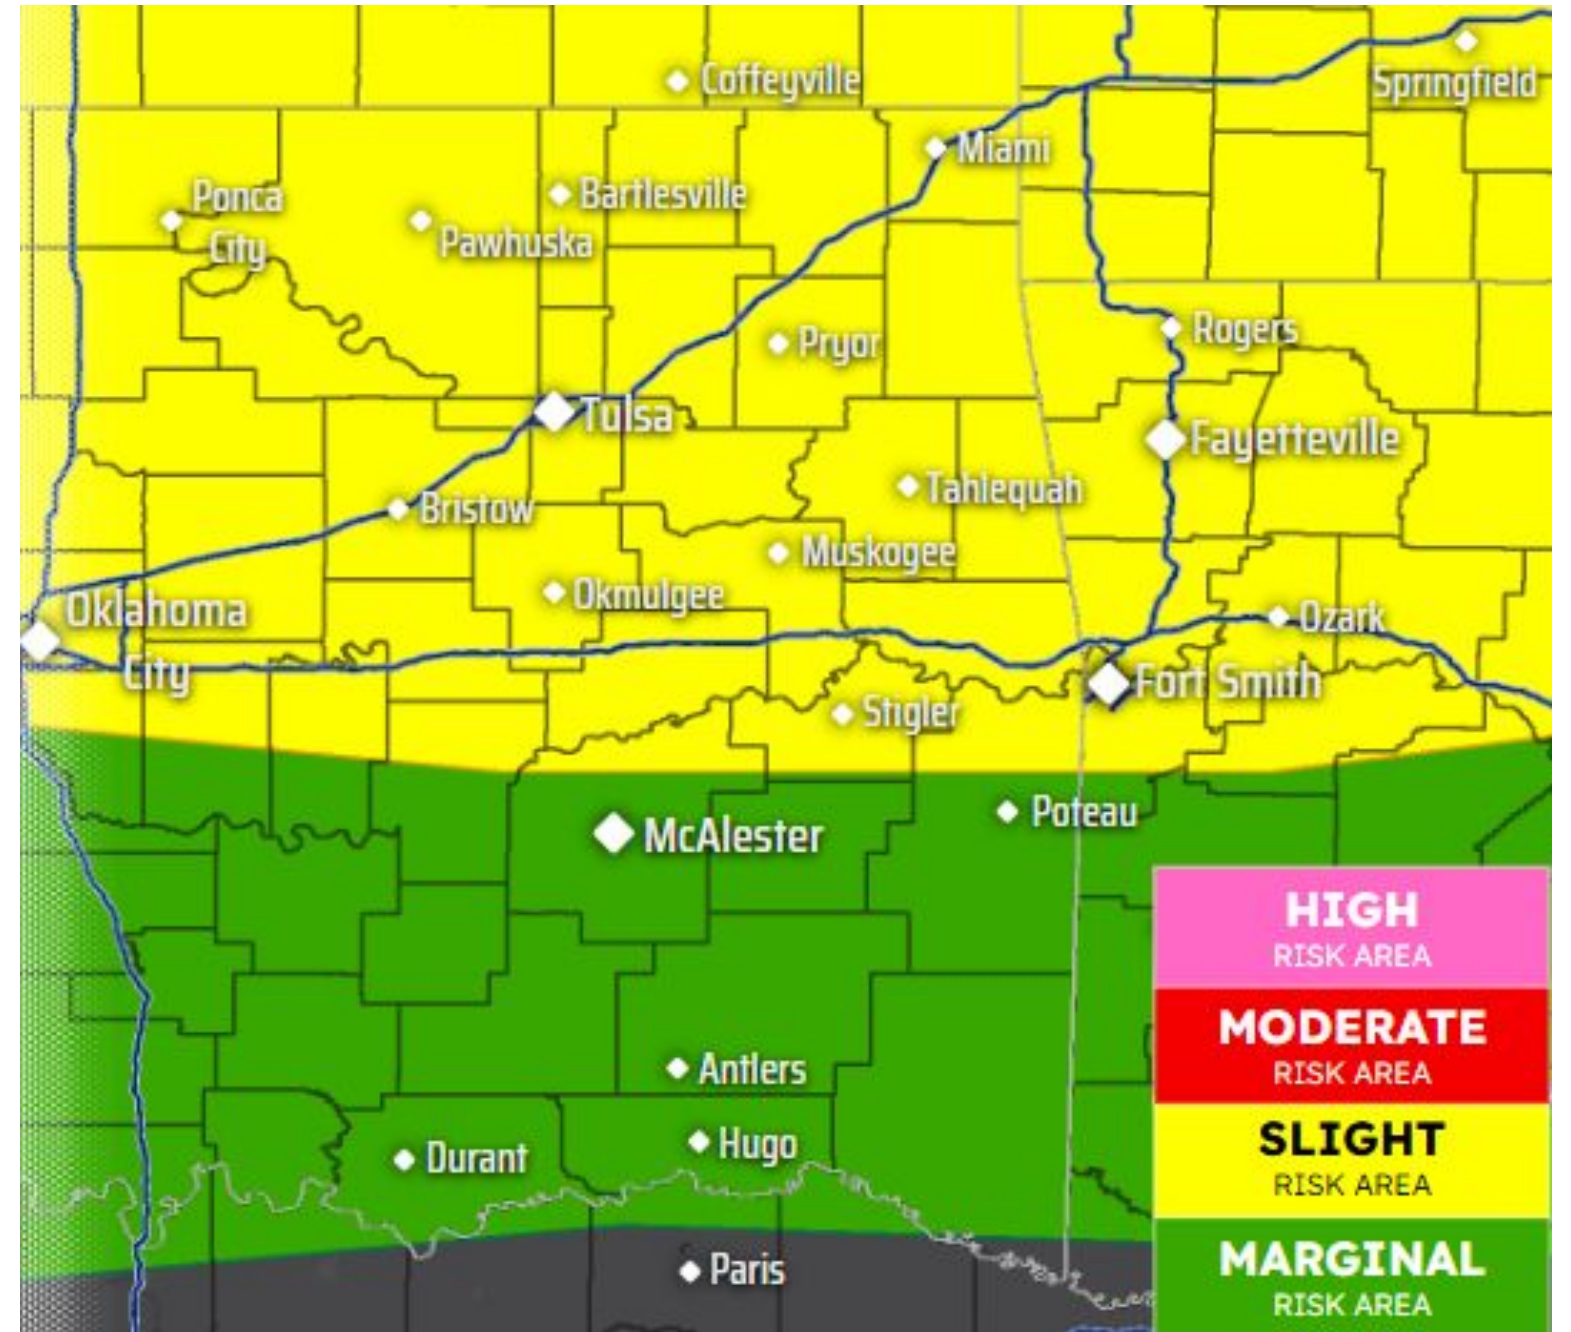 Coffeyville
Springfield
Miami
Ponca
City
Bartlesville
Pawhuska
Rogers
Pryor
Tulsa
Fayetteville
Tahlequah
Bristow
Muskogee
Okmulgee
Oklahoma
City
Ozark
Fort Smith
Stigler
McAlester
Poteau
Antlers
Durant
Hugo
Paris
HIGH
RISK AREA
MODERATE
RISK AREA
SLIGHT
RISK AREA
MARGINAL
RISK AREA